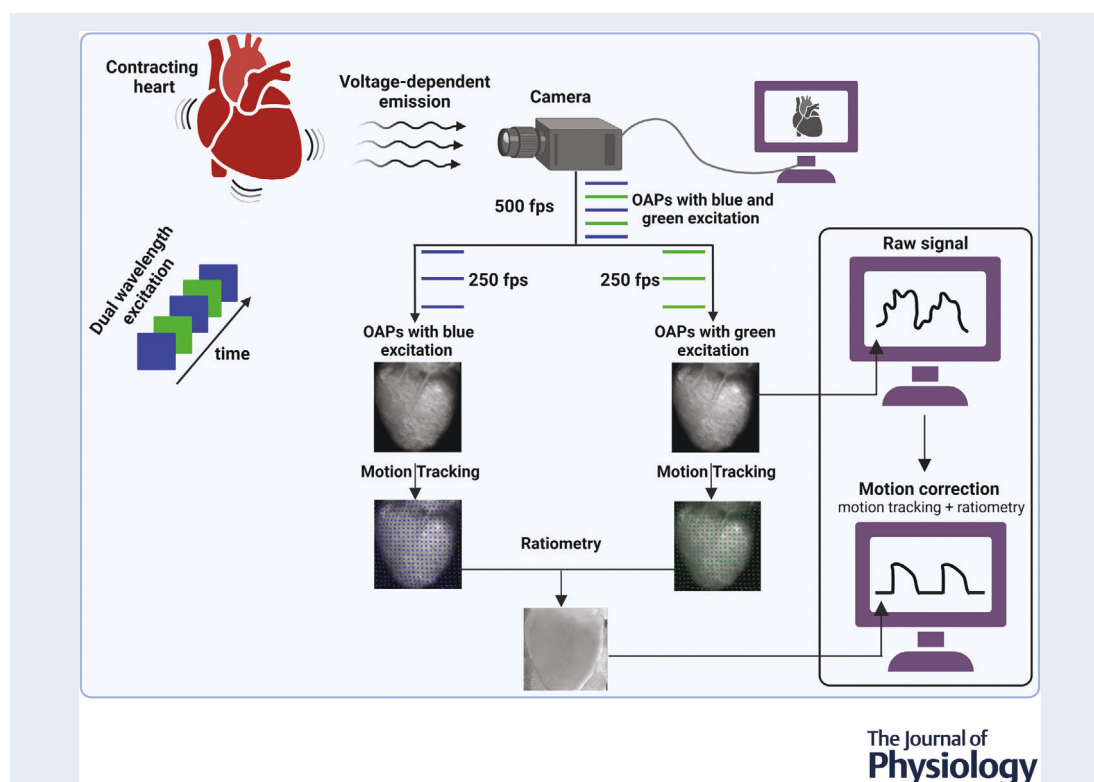 Contracting
heart
Voltage-dependent
emission
Camera
500 fps
OAPs with blue and
green excitation
Dual wavelength
excitation
time
250 fps
250 fps
OAPs with blue
excitation
OAPs with green
excitation
Raw signal
Motion Tracking
Motion Tracking
Motion correction
motion tracking + ratiometry
Ratiometry
The Journal of
Physiology